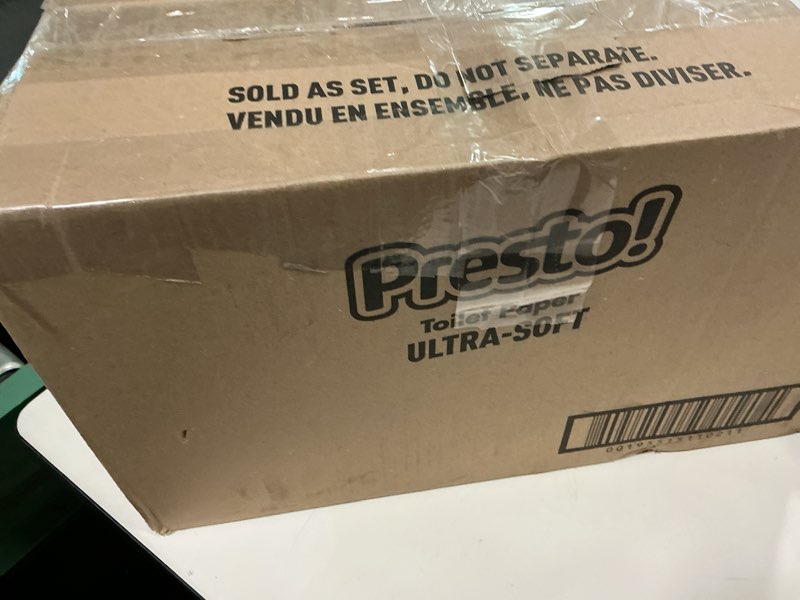 SOLD AS SET, DO NOT SEPARATE.
VENDU EN ENSEMBLE, NE PAS DIVISER.
Presto!
Toilet Paper
ULTRA-SOFT